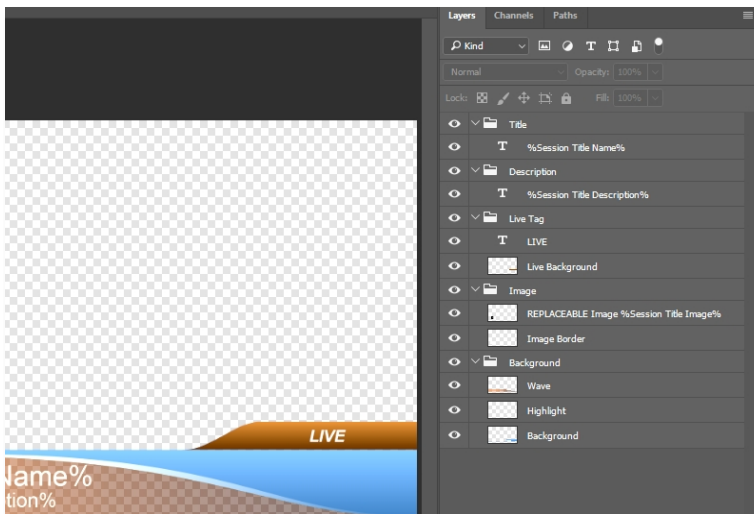 Layers Channels Paths
Kind
Normal Opacity: 100%
Lock: Fill: 100%
Title
T %Session Title Name%
Description
T %Session Title Description%
Live Tag
T LIVE
Live Background
Image
REPLACEABLE Image %Session Title Image%
Image Border
Background
Wave
Highlight
Background
LIVE
Name%
tion%